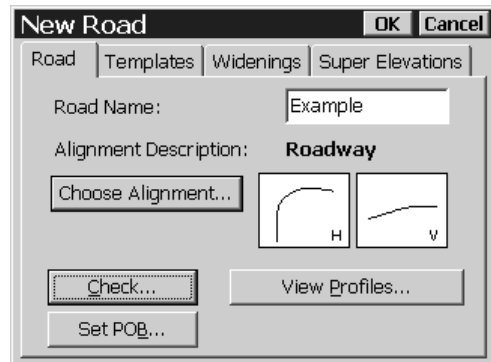 New Road OK Cancel
Road Templates Widenings Super Elevations
Road Name: Example
Alignment Description: Roadway
Choose Alignment... H V
Check... View Profiles...
Set POB...